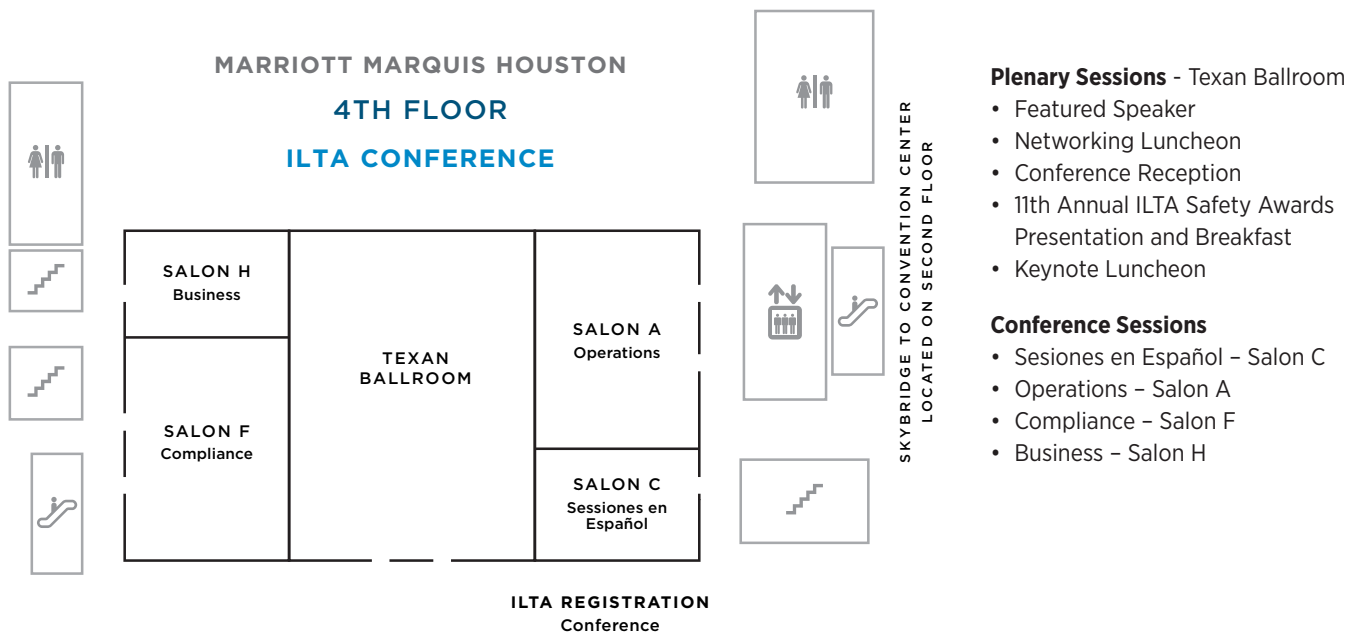 MARRIOTT MARQUIS HOUSTON
4TH FLOOR
ILTA CONFERENCE
SALON H
Business
SALON F
Compliance
TEXAN
BALLROOM
SALON A
Operations
SALON C
Sessiones en
Español
ILTA REGISTRATION
Conference
SKYBRIDGE TO CONVENTION CENTER
LOCATED ON SECOND FLOOR
Plenary Sessions - Texan Ballroom
• Featured Speaker
• Networking Luncheon
• Conference Reception
• 11th Annual ILTA Safety Awards
Presentation and Breakfast
• Keynote Luncheon
Conference Sessions
• Sesiones en Español – Salon C
• Operations – Salon A
• Compliance – Salon F
• Business – Salon H